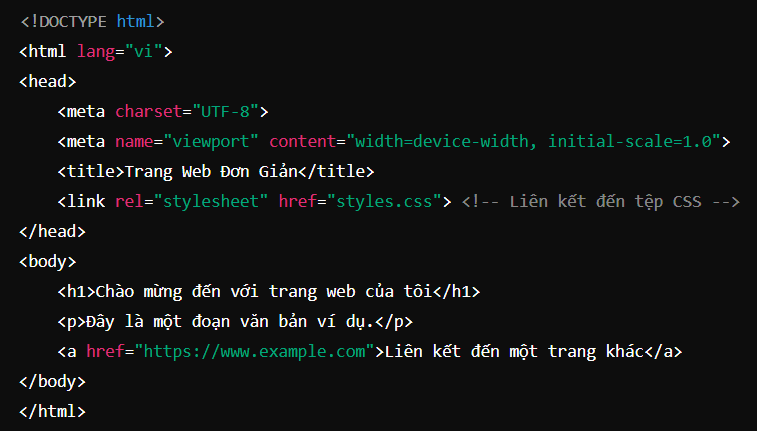 <!DOCTYPE html>
<html lang="vi">
<head>
    <meta charset="UTF-8">
    <meta name="viewport" content="width=device-width, initial-scale=1.0">
    <title>Trang Web Đơn Giản</title>
    <link rel="stylesheet" href="styles.css"> <!-- Liên kết đến tệp CSS -->
</head>
<body>
    <h1>Chào mừng đến với trang web của tôi</h1>
    <p>Đây là một đoạn văn bản ví dụ.</p>
    <a href="https://www.example.com">Liên kết đến một trang khác</a>
</body>
</html>